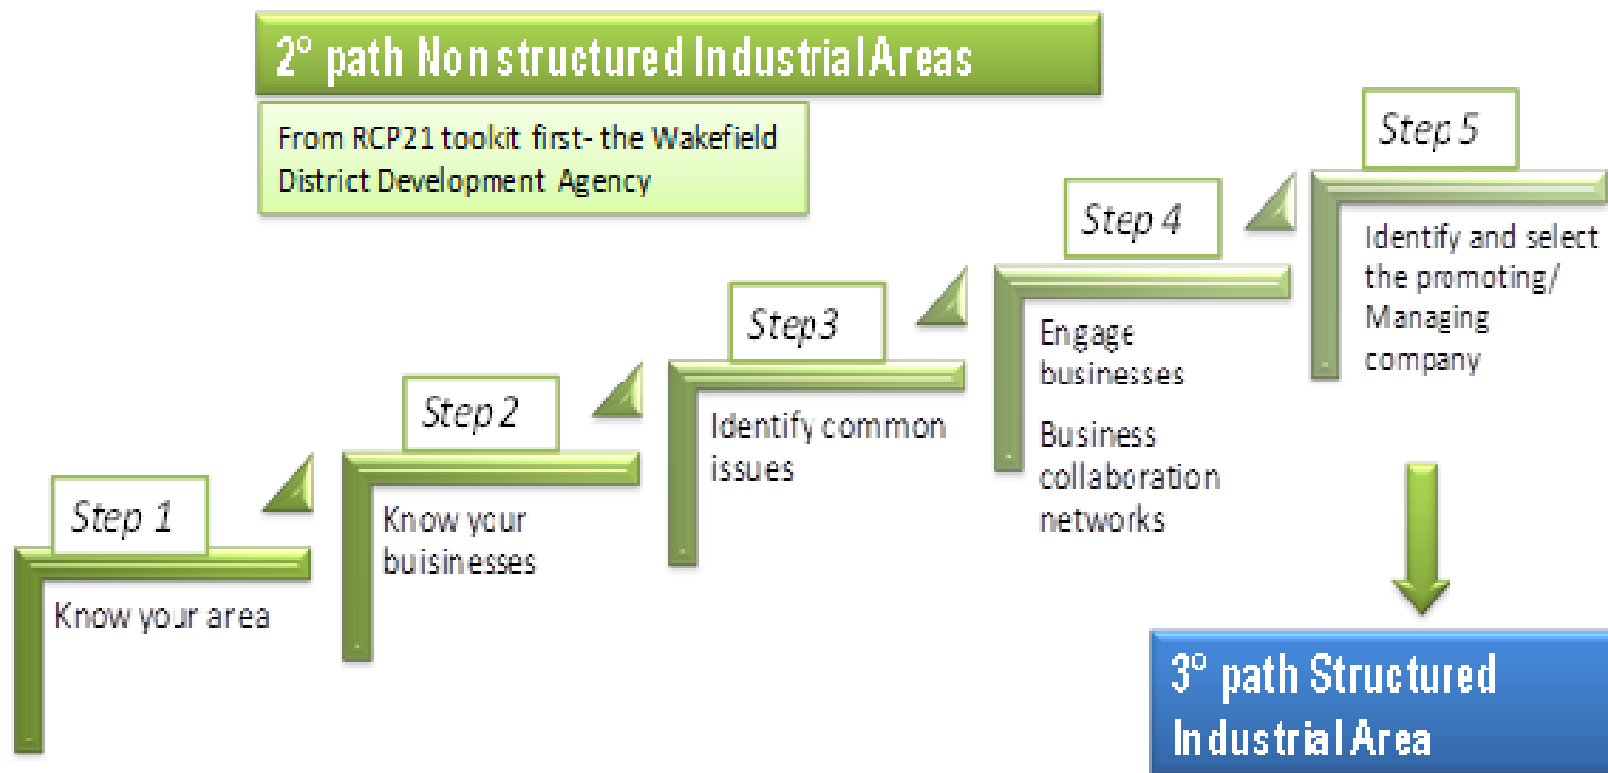 2° path Non structured Industrial Areas
From RCP21 tookit first- the Wakefield
District Development Agency
Step 1
Know your area
Step 2
Know your
buisinesses
Step3
Identify common
issues
Step 4
Engage
businesses
Business
collaboration
networks
Step 5
Identify and select
the promoting/
Managing
company
3° path Structured
Industrial Area